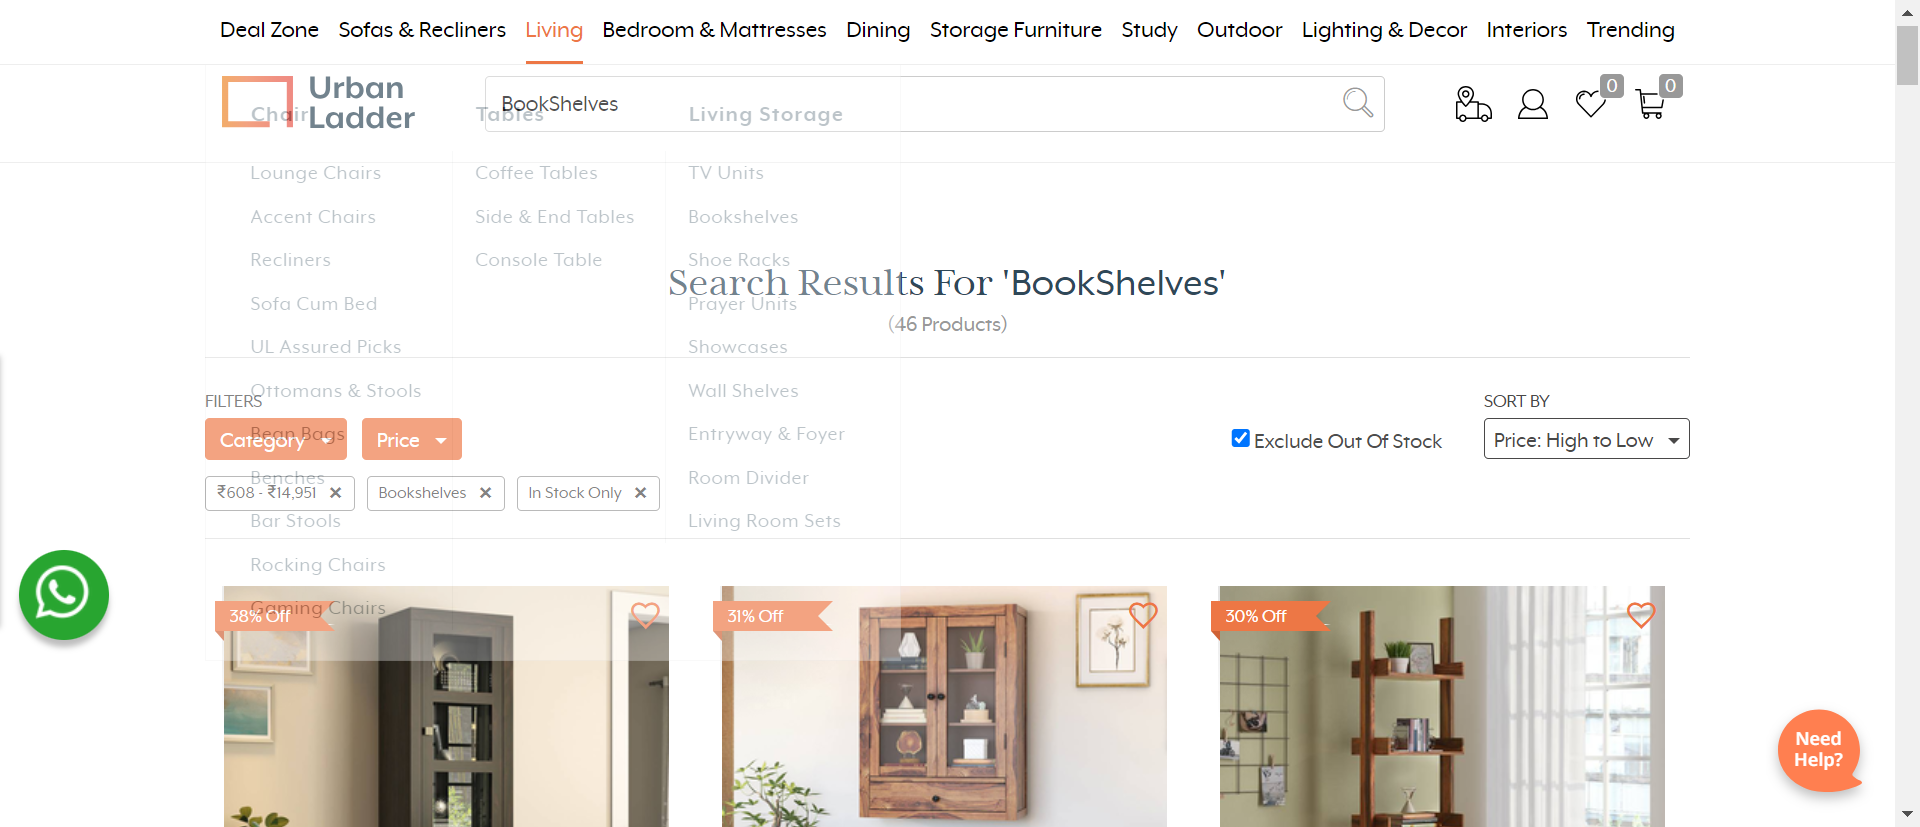 Deal Zone Sofas & Recliners Living Bedroom & Mattresses Dining Storage Furniture Study Outdoor Lighting & Decor Interiors Trending
Urban
Ladder
BookShelves
0
0
Chair
Tables
Living Storage
Lounge Chairs
Coffee Tables
TV Units
Accent Chairs
Side & End Tables
Bookshelves
Recliners
Console Table
Shoe Racks
Search Results For 'BookShelves'
Sofa Cum Bed
Prayer Units
(46 Products)
UL Assured Picks
Showcases
Ottomans & Stools
Wall Shelves
FILTERS
SORT BY
Bean Bags
Entryway & Foyer
Category
Price
Exclude Out Of Stock
Price: High to Low
Benches
Room Divider
₹608 - ₹14,951 ✕
Bookshelves ✕
In Stock Only ✕
Bar Stools
Living Room Sets
Rocking Chairs
Gaming Chairs
38% Off
31% Off
30% Off
Need
Help?